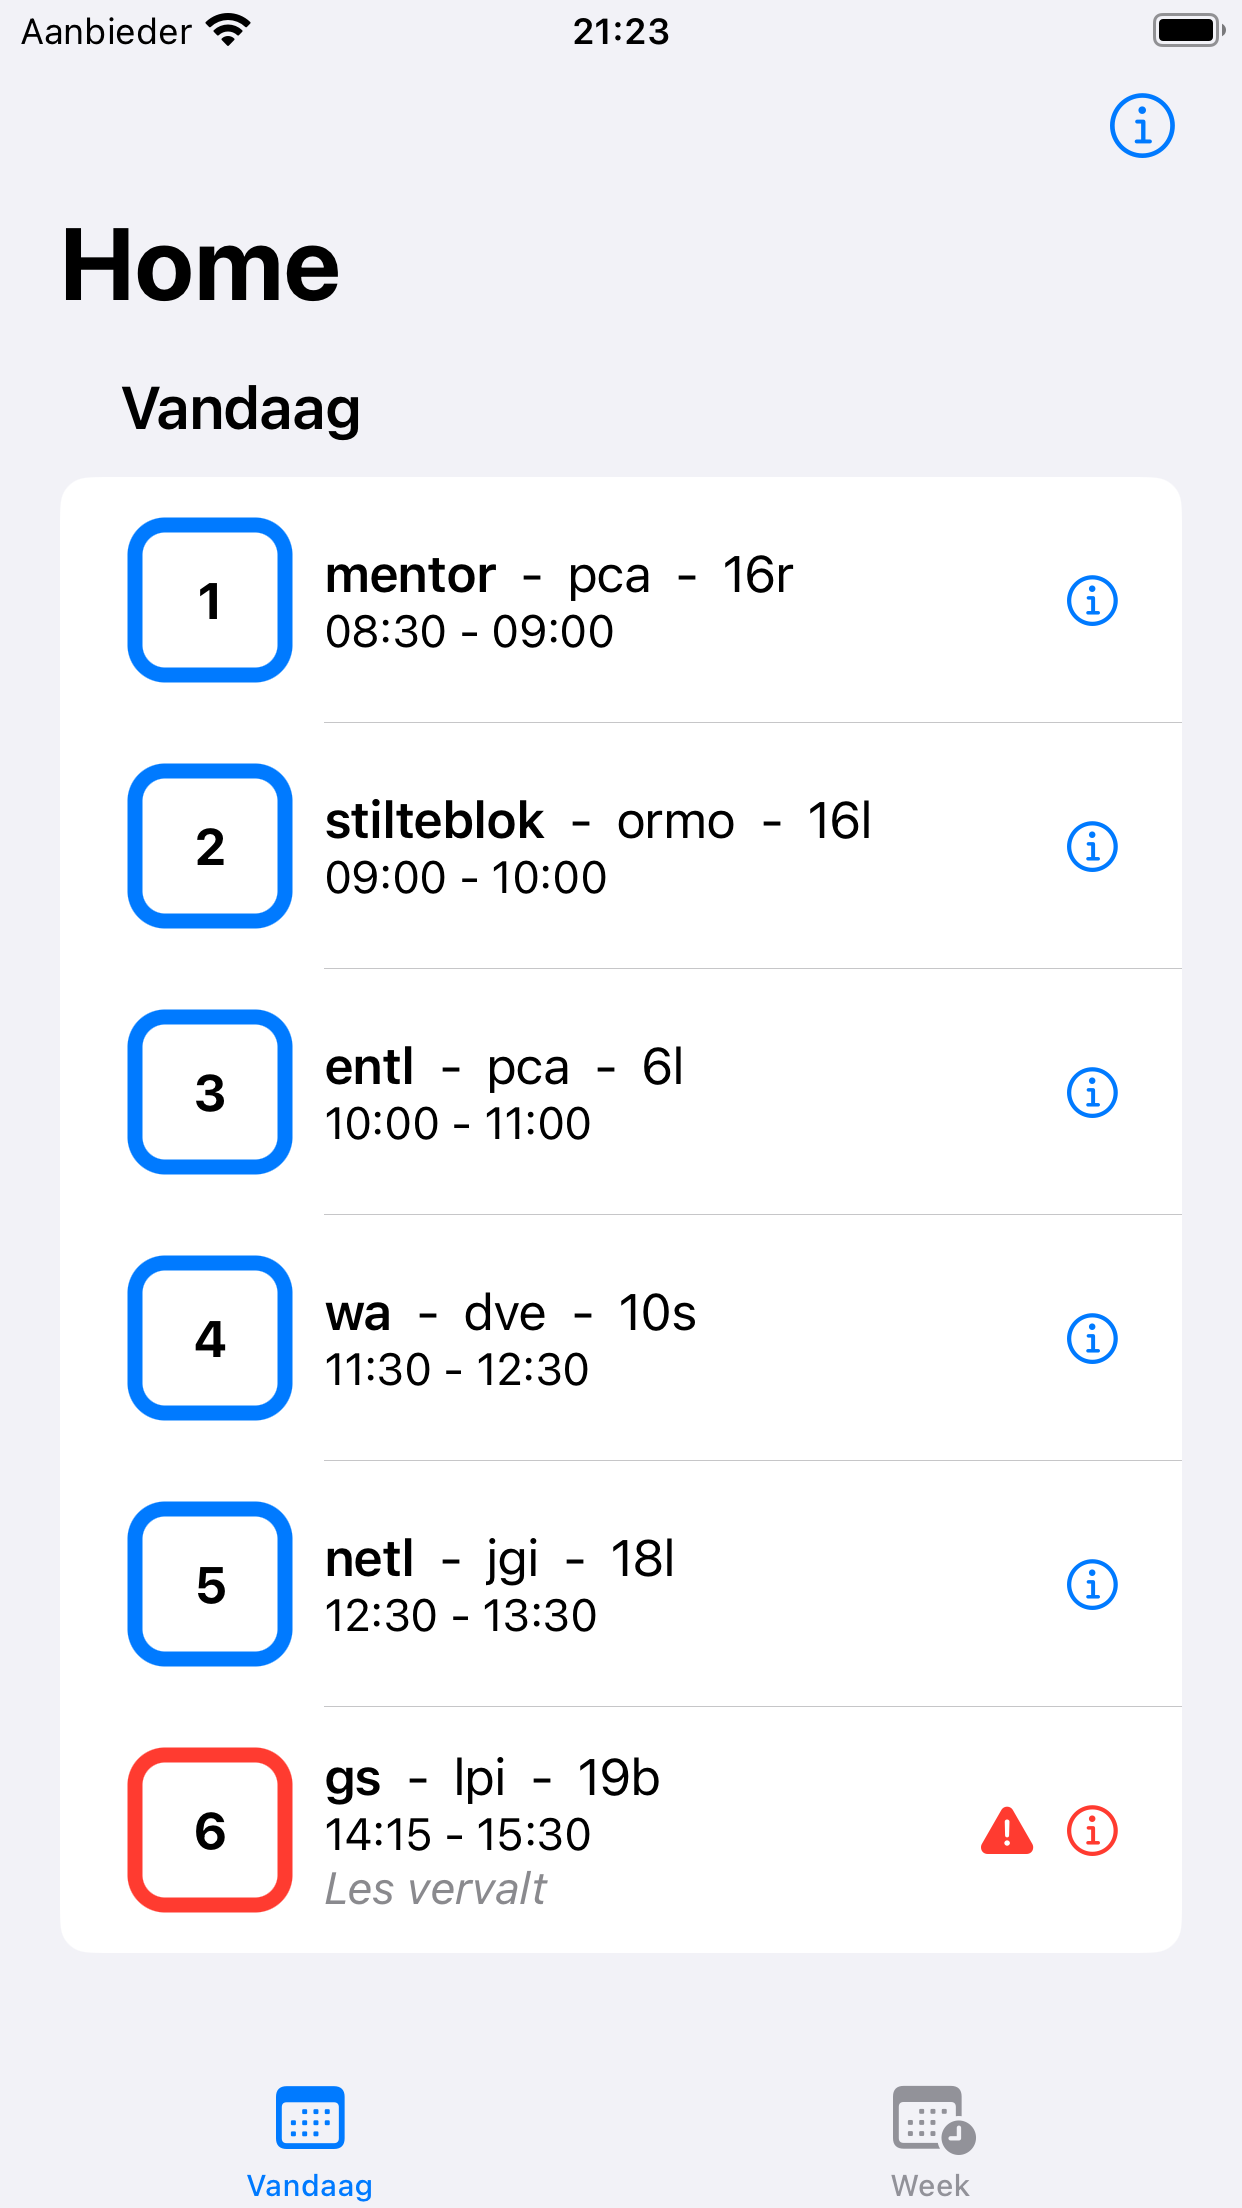 Aanbieder 21:23
Home
Vandaag
1
mentor - pca - 16r
08:30 - 09:00
2
stilteblok - ormo - 16l
09:00 - 10:00
3
entl - pca - 6l
10:00 - 11:00
4
wa - dve - 10s
11:30 - 12:30
5
netl - jgi - 18l
12:30 - 13:30
6
gs - lpi - 19b
14:15 - 15:30
Les vervalt
Vandaag Week